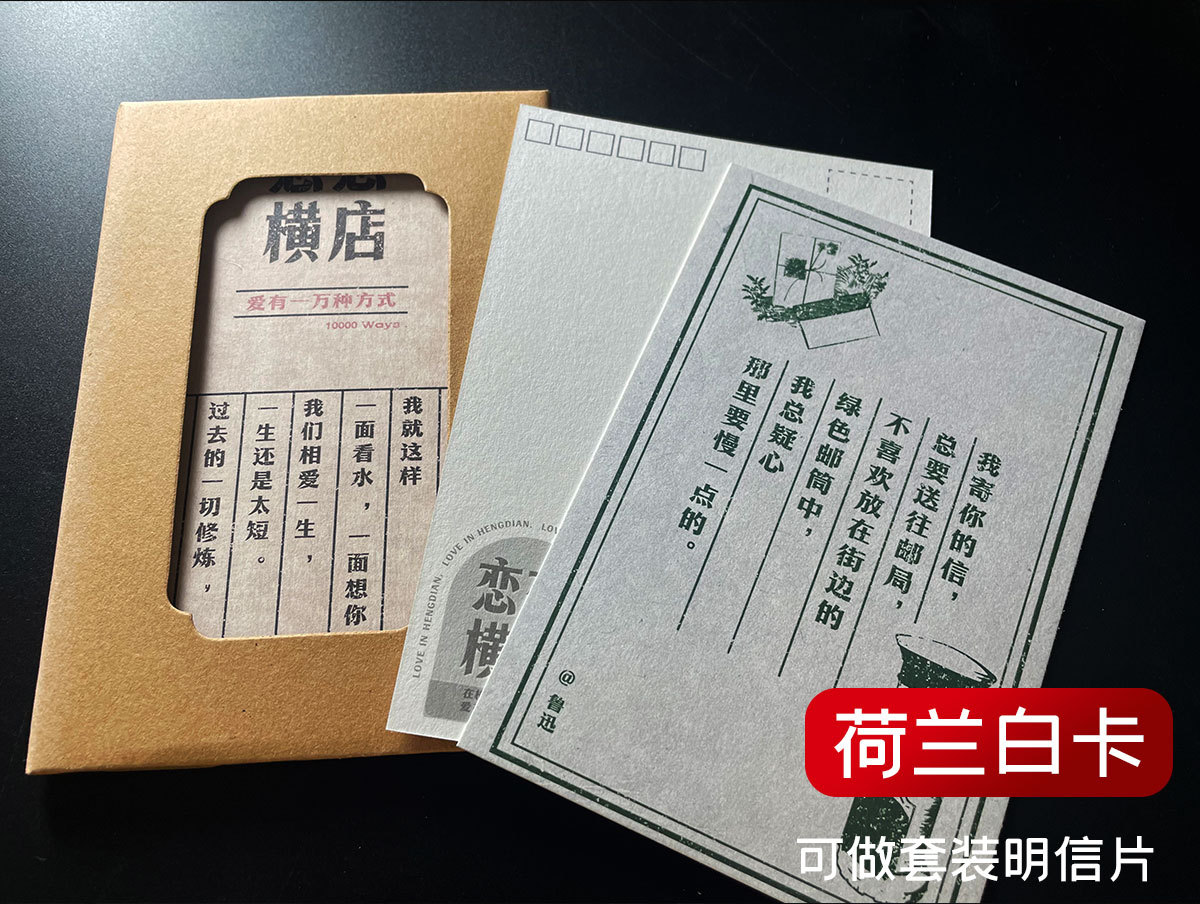 横店
爱有一万种方式
10000 Ways.
我就这样
一面看水，一面想你
我们相爱一生，
一生还是太短。
过去的一切修炼，
LOVE IN HENGDIAN. LOVE IN HENGDIAN. LOV
恋
横
我寄你的信，
总要送往邮局，
不喜欢放在街边的
绿色邮筒中，
我总疑心
那里要慢一点的。
@鲁迅
荷兰白卡
可做套装明信片